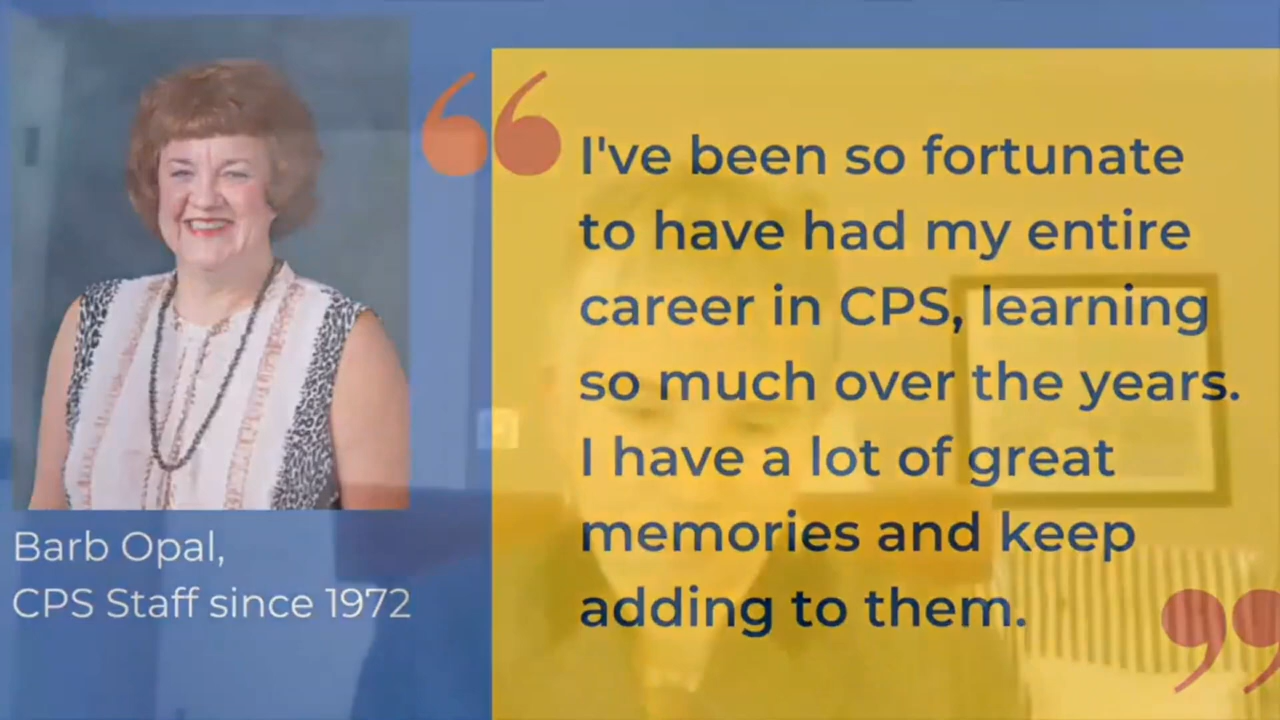 Barb Opal,
CPS Staff since 1972
“
I've been so fortunate
to have had my entire
career in CPS, learning
so much over the years.
I have a lot of great
memories and keep
adding to them.
”